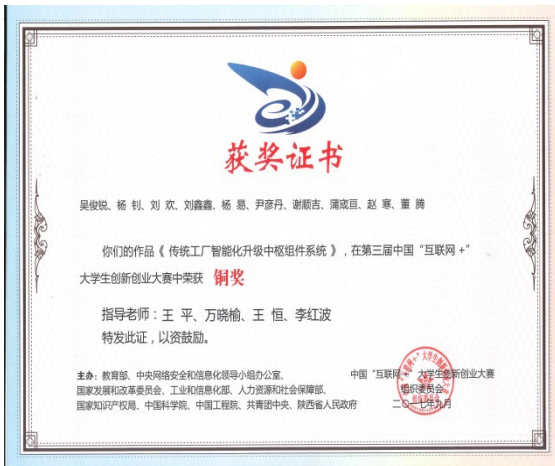 获奖证书
吴俊锐、杨 钊、刘 欢、刘鑫鑫、杨 易、尹彦丹、谢顺吉、蒲宬亘、赵 寒、董 腾
你们的作品《 传统工厂智能化升级中枢组件系统 》，在第三届中国“互联网+”
大学生创新创业大赛中荣获 铜奖
指导老师：王 平、万晓榆、王 恒、李红波
特发此证，以资鼓励。
主办：教育部、中央网络安全和信息化领导小组办公室、
国家发展和改革委员会、工业和信息化部、人力资源和社会保障部、
国家知识产权局、中国科学院、中国工程院、共青团中央、陕西省人民政府
中国“互联网+”大学生创新创业大赛
组织委员会
二〇一七年九月